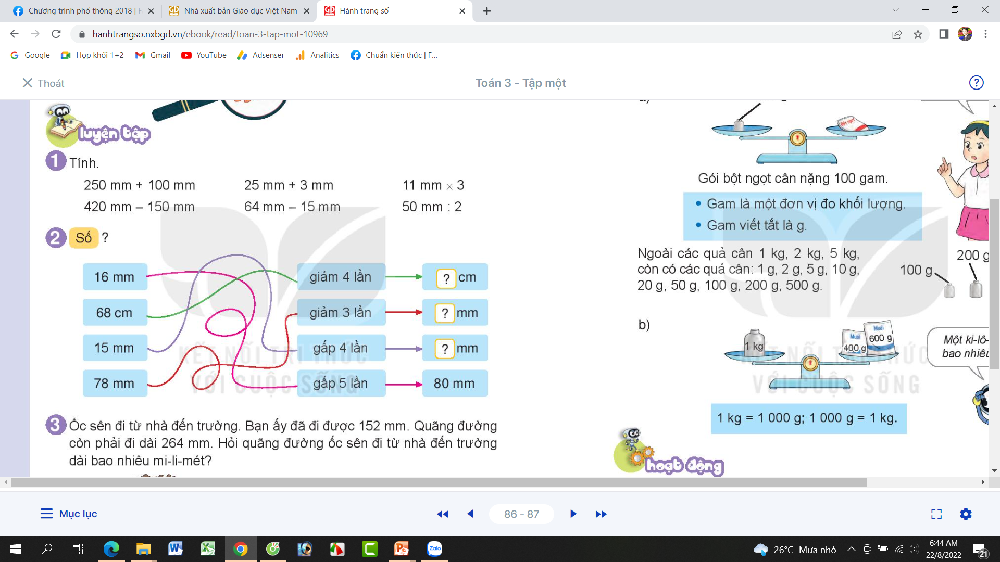 Chương trình phổ thông 2018 | F
Nhà xuất bản Giáo dục Việt Nam
Hành trang số
hanhtrangso.nxbgd.vn/ebook/read/toan-3-tap-mot-10969
Google
Họp khối 1+2
Gmail
YouTube
Adsenser
Analitics
Chuẩn kiến thức | F...
Thoát
Toán 3 - Tập một
?
luyện tập
1 Tính.
250 mm + 100 mm 25 mm + 3 mm 11 mm × 3
420 mm – 150 mm 64 mm – 15 mm 50 mm : 2
2 Số ?
16 mm giảm 4 lần ? cm
68 cm giảm 3 lần ? mm
15 mm gấp 4 lần ? mm
78 mm gấp 5 lần 80 mm
KẾT NỐI TRI THỨC
VỚI CUỘC SỐNG
3 Ốc sên đi từ nhà đến trường. Bạn ấy đã đi được 152 mm. Quãng đường
còn phải đi dài 264 mm. Hỏi quãng đường ốc sên đi từ nhà đến trường
dài bao nhiêu mi-li-mét?
Bột ngọt
Gói bột ngọt cân nặng 100 gam.
• Gam là một đơn vị đo khối lượng.
• Gam viết tắt là g.
Ngoài các quả cân 1 kg, 2 kg, 5 kg,
còn có các quả cân: 1 g, 2 g, 5 g, 10 g,
20 g, 50 g, 100 g, 200 g, 500 g.
100 g
200 g
b)
1 kg
Muối
400 g
Muối
600 g
Một ki-lô-
bao nhiêu
KẾT NỐI TRI THỨC
VỚI CUỘC SỐNG
1 kg = 1 000 g; 1 000 g = 1 kg.
hoạt động
Mục lục
86 - 87
Zalo
26°C Mưa nhỏ
6:44 AM
22/8/2022
21